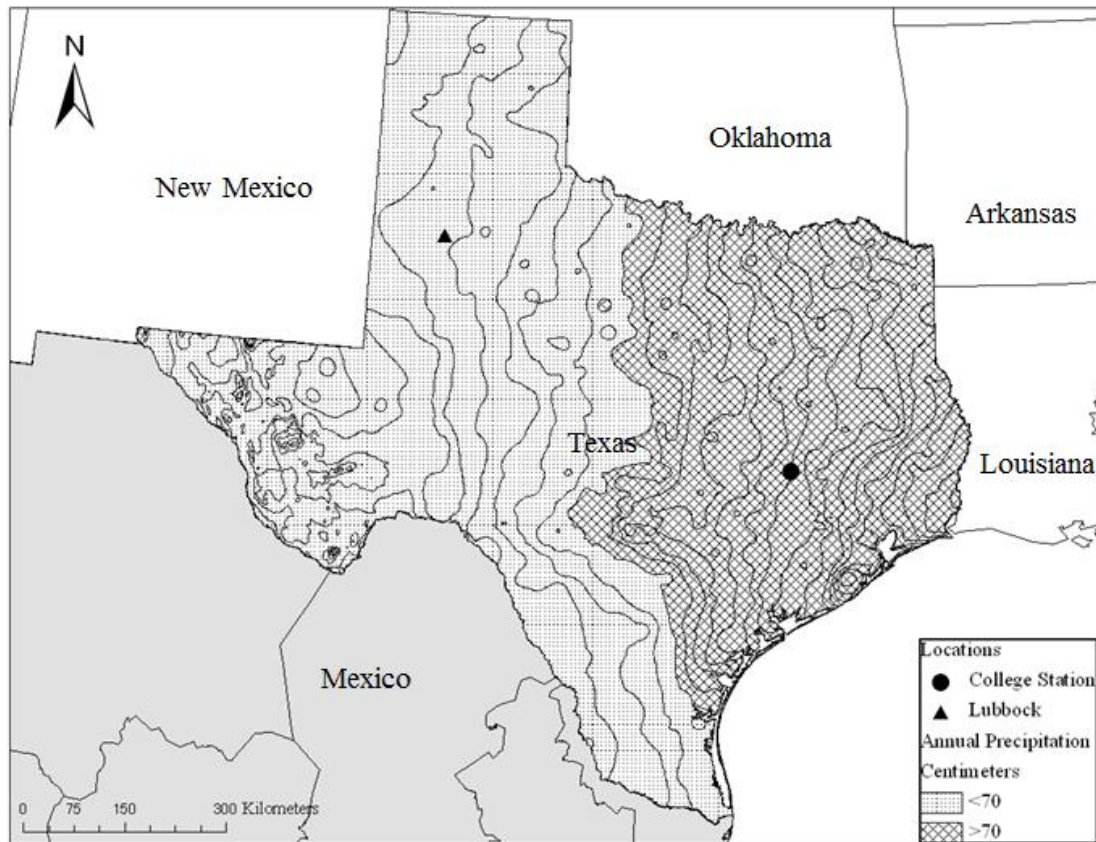 N
Oklahoma
New Mexico
Arkansas
Texas
Louisiana
Mexico
Locations
College Station
Lubbock
Annual Precipitation
Centimeters
<70
>70
0 75 150 300 Kilometers